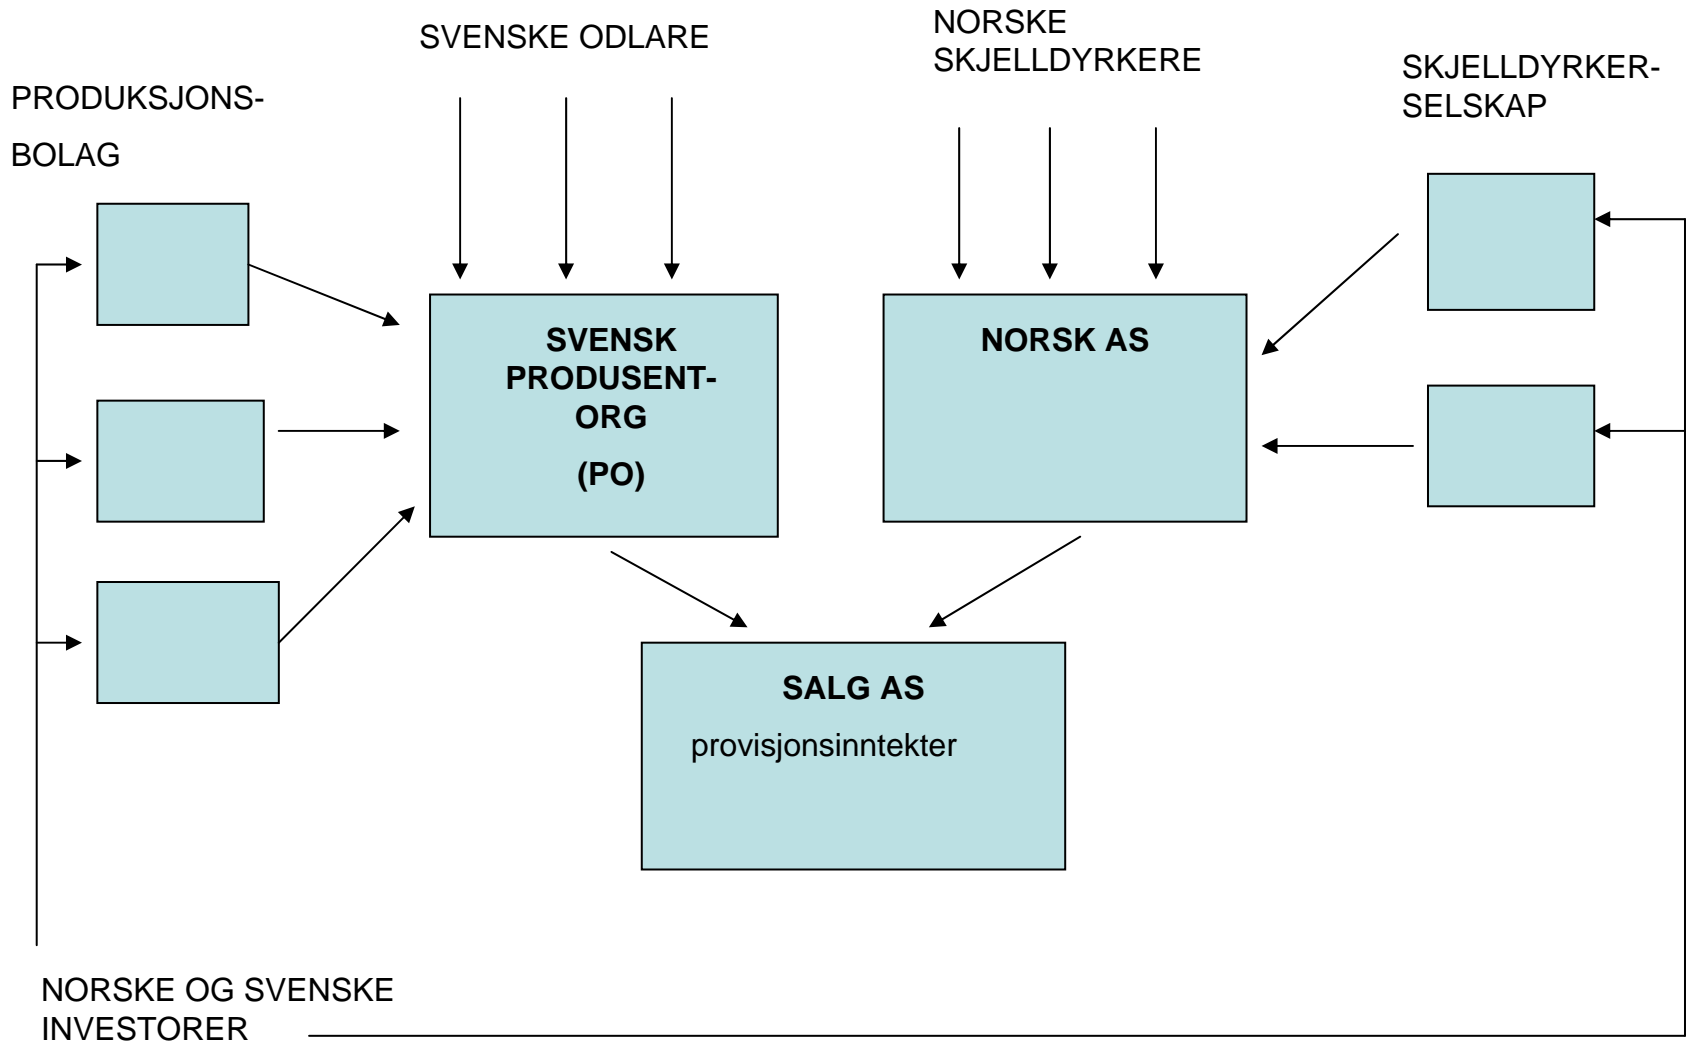 SVENSKE ODLARE
NORSKE
SKJELLDYRKERE
SKJELLDYRKER-
SELSKAP
PRODUKSJONS-
BOLAG
SVENSK
PRODUSENT-
ORG
(PO)
NORSK AS
SALG AS
provisjonsinntekter
NORSKE OG SVENSKE
INVESTORER